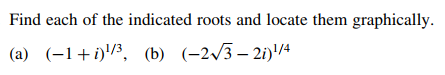 Find each of the indicated roots and locate them graphically.
(a) (−1 + i)^{1/3}, (b) (−2√3 − 2i)^{1/4}